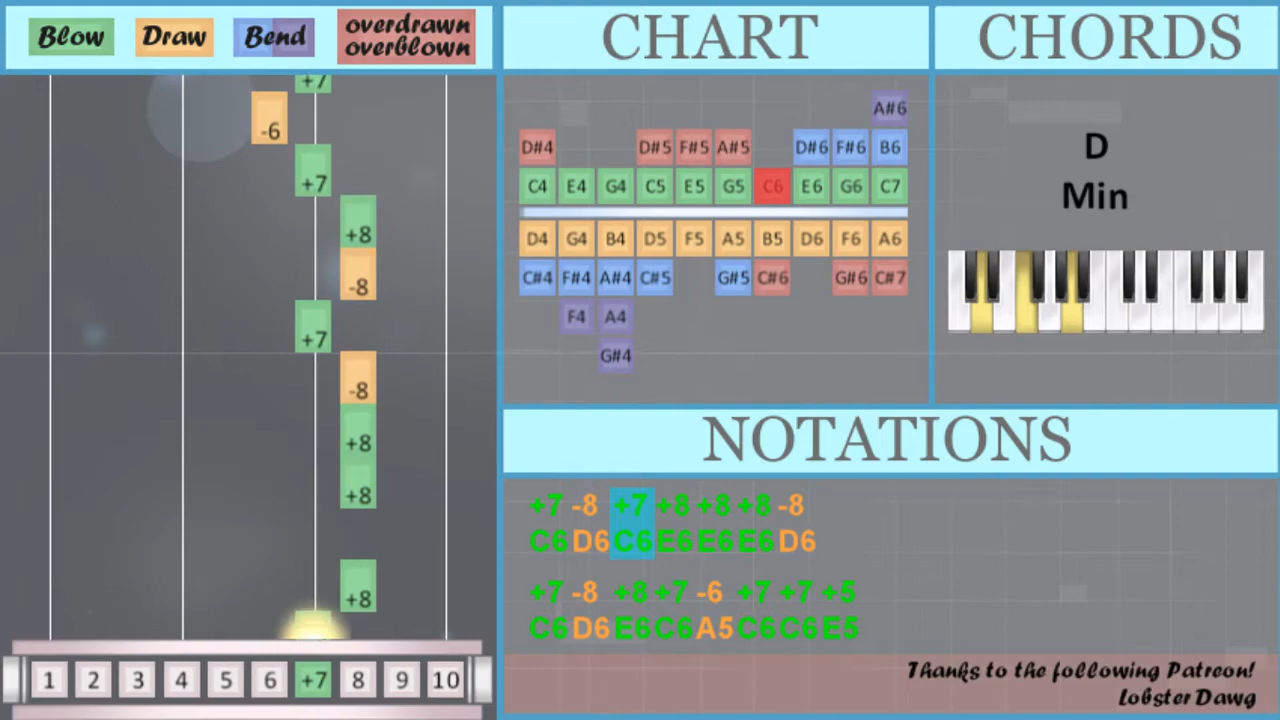 Blow Draw Bend overdrawn
overblown
CHART
CHORDS
+7
-6
+7
+8
-8
+7
-8
+8
+8
+8
1 2 3 4 5 6 +7 8 9 10
A#6
D#4 D#5 F#5 A#5 D#6 F#6 B6
C4 E4 G4 C5 E5 G5 C6 E6 G6 C7
D4 G4 B4 D5 F5 A5 B5 D6 F6 A6
C#4 F#4 A#4 C#5 G#5 C#6 G#6 C#7
F4 A4
G#4
D
Min
NOTATIONS
+7 -8 +7 +8 +8 +8 -8
C6 D6 C6 E6 E6 E6 D6
+7 -8 +8 +7 -6 +7 +7 +5
C6 D6 E6 C6 A5 C6 C6 E5
Thanks to the following Patreon!
Lobster Dawg